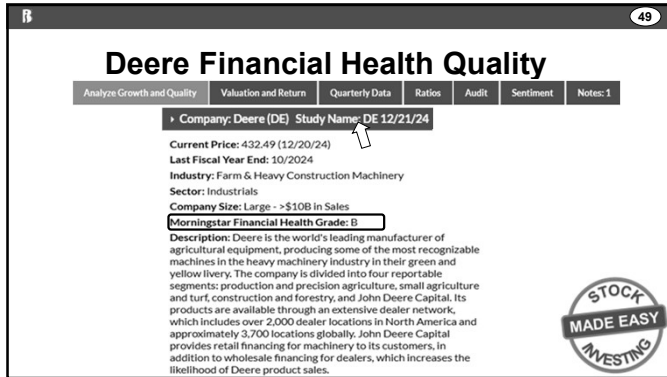 49
Deere Financial Health Quality
Analyze Growth and Quality Valuation and Return Quarterly Data Ratios Audit Sentiment Notes: 1
Company: Deere (DE) Study Name: DE 12/21/24
Current Price: 432.49 (12/20/24)
Last Fiscal Year End: 10/2024
Industry: Farm & Heavy Construction Machinery
Sector: Industrials
Company Size: Large - >$10B in Sales
Morningstar Financial Health Grade: B
Description: Deere is the world's leading manufacturer of
agricultural equipment, producing some of the most recognizable
machines in the heavy machinery industry in their green and
yellow livery. The company is divided into four reportable
segments: production and precision agriculture, small agriculture
and turf, construction and forestry, and John Deere Capital. Its
products are available through an extensive dealer network,
which includes over 2,000 dealer locations in North America and
approximately 3,700 locations globally. John Deere Capital
provides retail financing for machinery to its customers, in
addition to wholesale financing for dealers, which increases the
likelihood of Deere product sales.
STOCK
MADE EASY
INVESTING